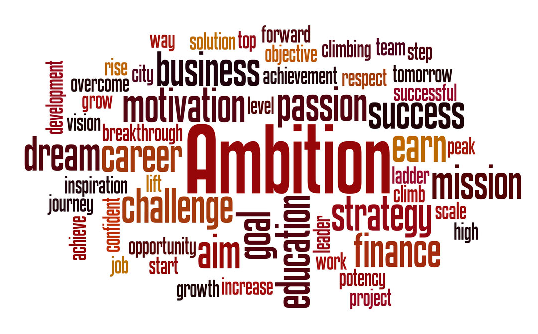 way
solution
top
forward
objective
climbing
team
step
rise
city
business
achievement
respect
tomorrow
development
overcome
grow
motivation
level
passion
success
successful
vision
breakthrough
dream
career
Ambition
earn
peak
inspiration
lift
ladder
climb
mission
journey
challenge
goal
education
strategy
scale
achieve
confident
opportunity
aim
leader
finance
high
job
start
work
growth
increase
potency
project